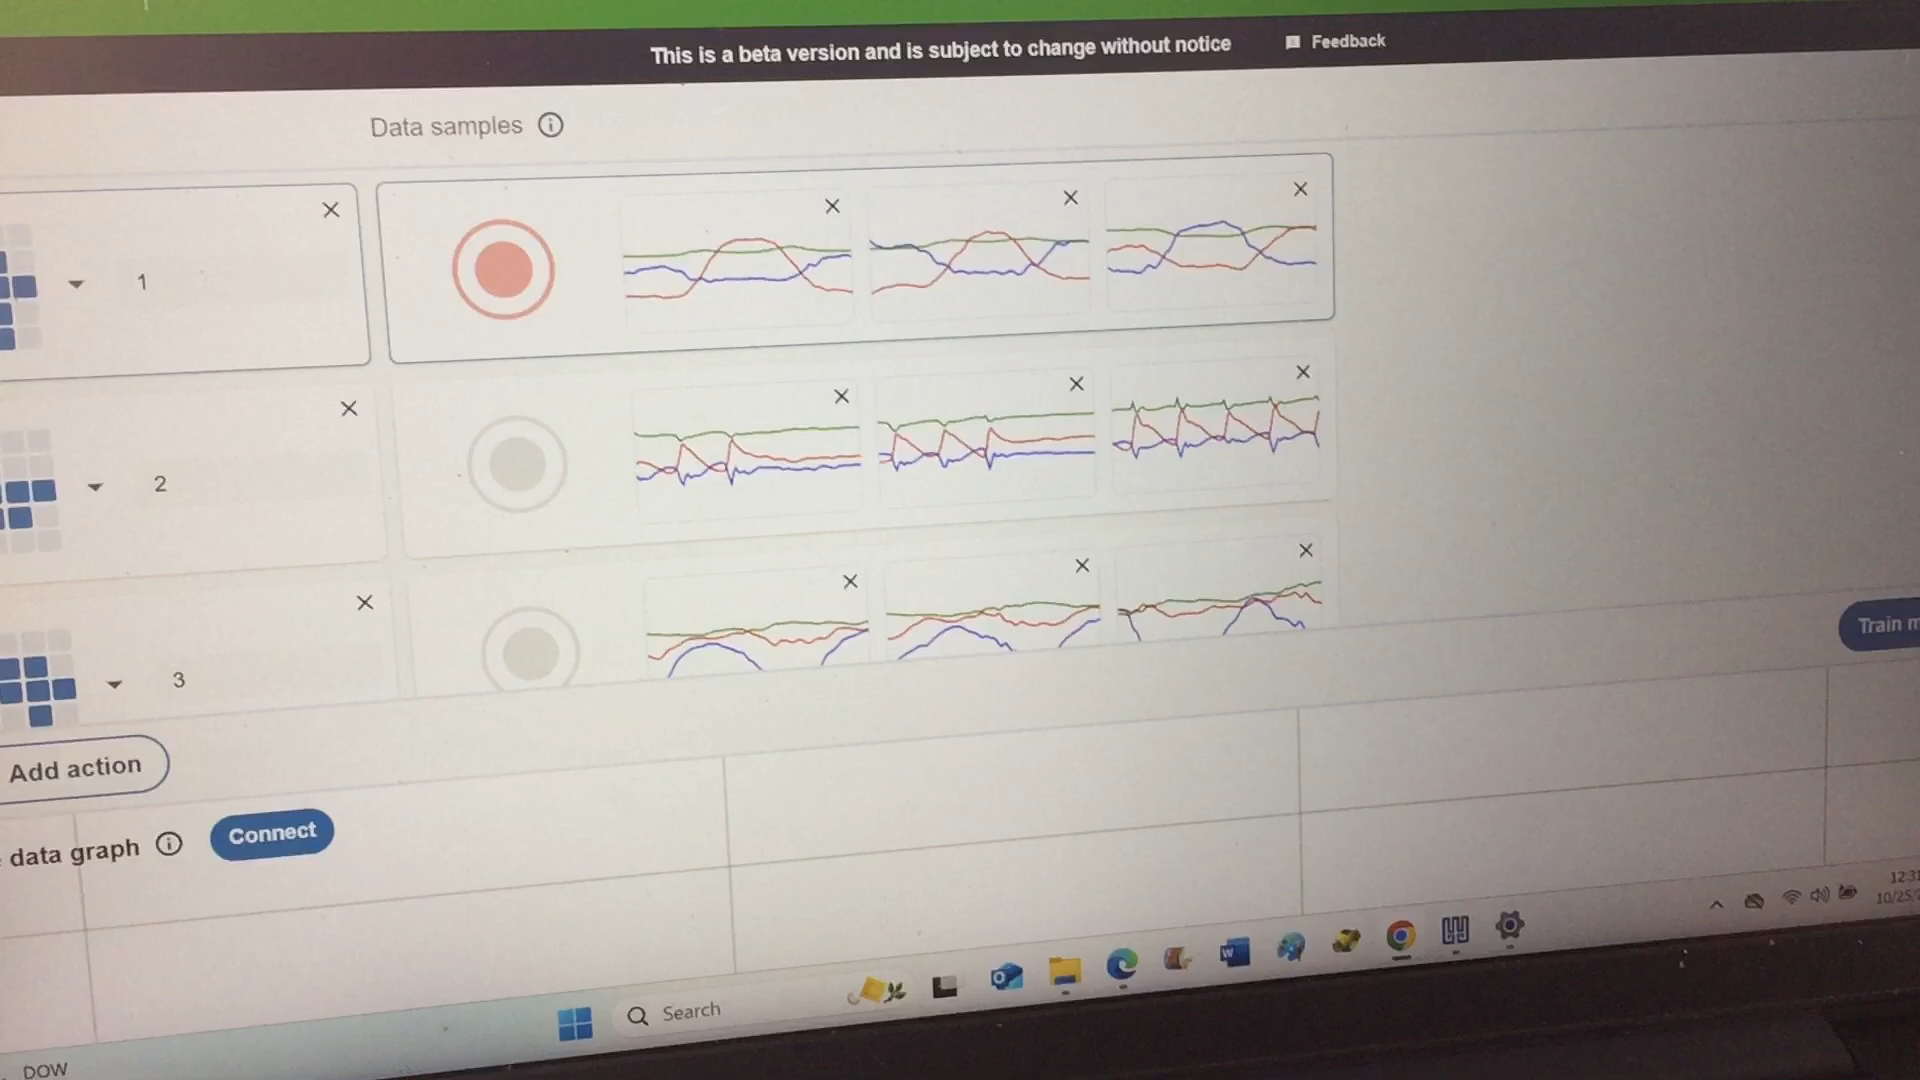 This is a beta version and is subject to change without notice
Feedback
Data samples
1
2
3
Train
Add action
data graph
Connect
Search
DOW